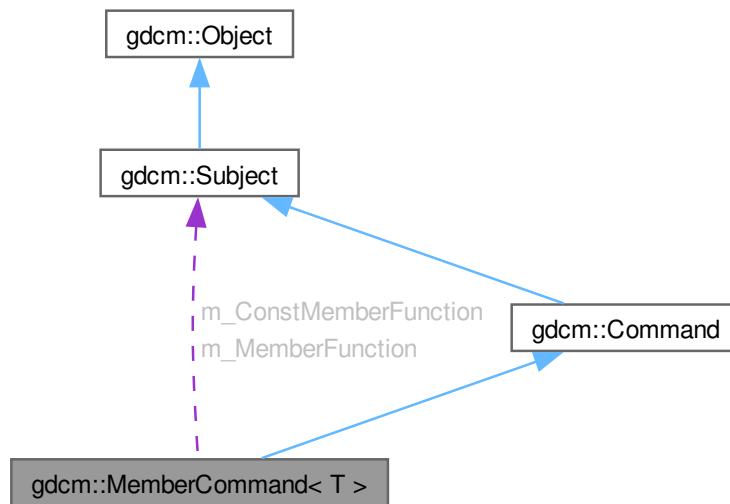 gdcm::Object
gdcm::Subject
m_ConstMemberFunction
m_MemberFunction
gdcm::Command
gdcm::MemberCommand< T >